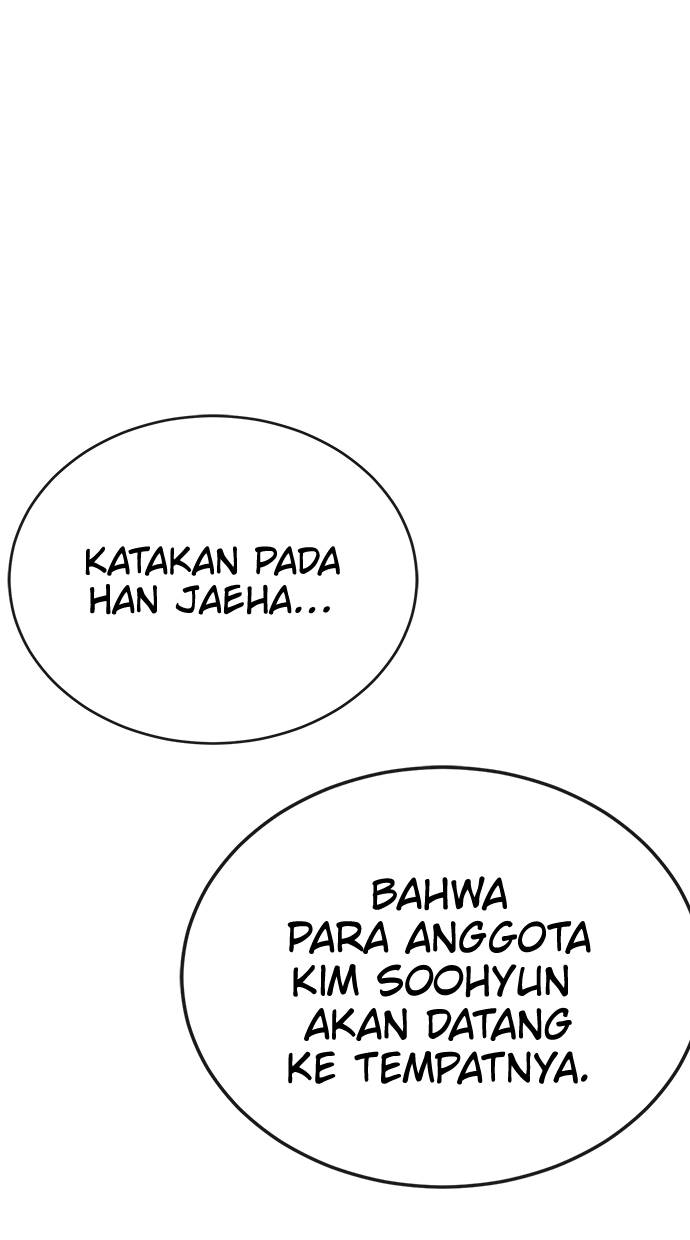 KATAKAN PADA
HAN JAEHA...
BAHWA
PARA ANGGOTA
KIM SOOHYUN
AKAN DATANG
KE TEMPATNYA.